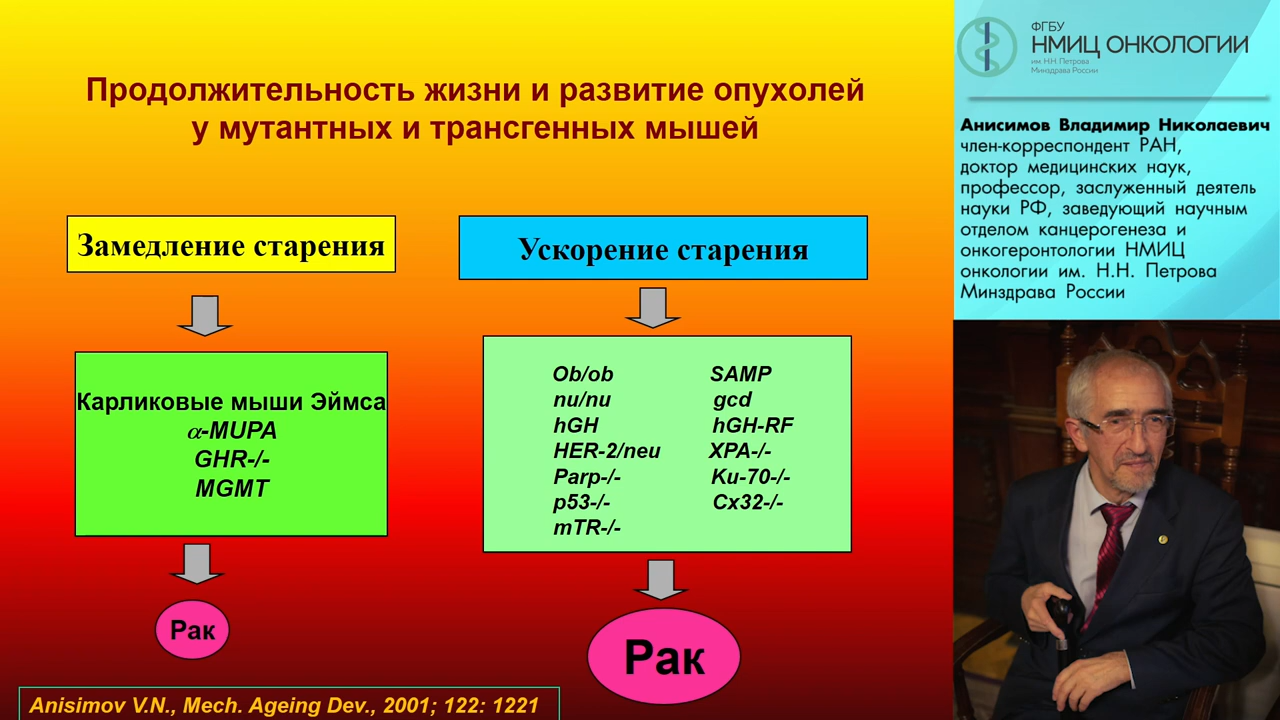 Продолжительность жизни и развитие опухолей
у мутантных и трансгенных мышей
Замедление старения
Карликовые мыши Эймса
α-MUPA
GHR-/-
MGMT
Рак
Ускорение старения
Ob/ob SAMP
nu/nu gcd
hGH hGH-RF
HER-2/neu XPA-/-
Parp-/- Ku-70-/-
p53-/- Cx32-/-
mTR-/-
Рак
Anisimov V.N., Mech. Ageing Dev., 2001; 122: 1221
ФГБУ
НМИЦ ОНКОЛОГИИ
им. Н.Н. Петрова
Минздрава России
Анисимов Владимир Николаевич
член-корреспондент РАН,
доктор медицинских наук,
профессор, заслуженный деятель
науки РФ, заведующий научным
отделом канцерогенеза и
онкогеронтологии НМИЦ
онкологии им. Н.Н. Петрова
Минздрава России